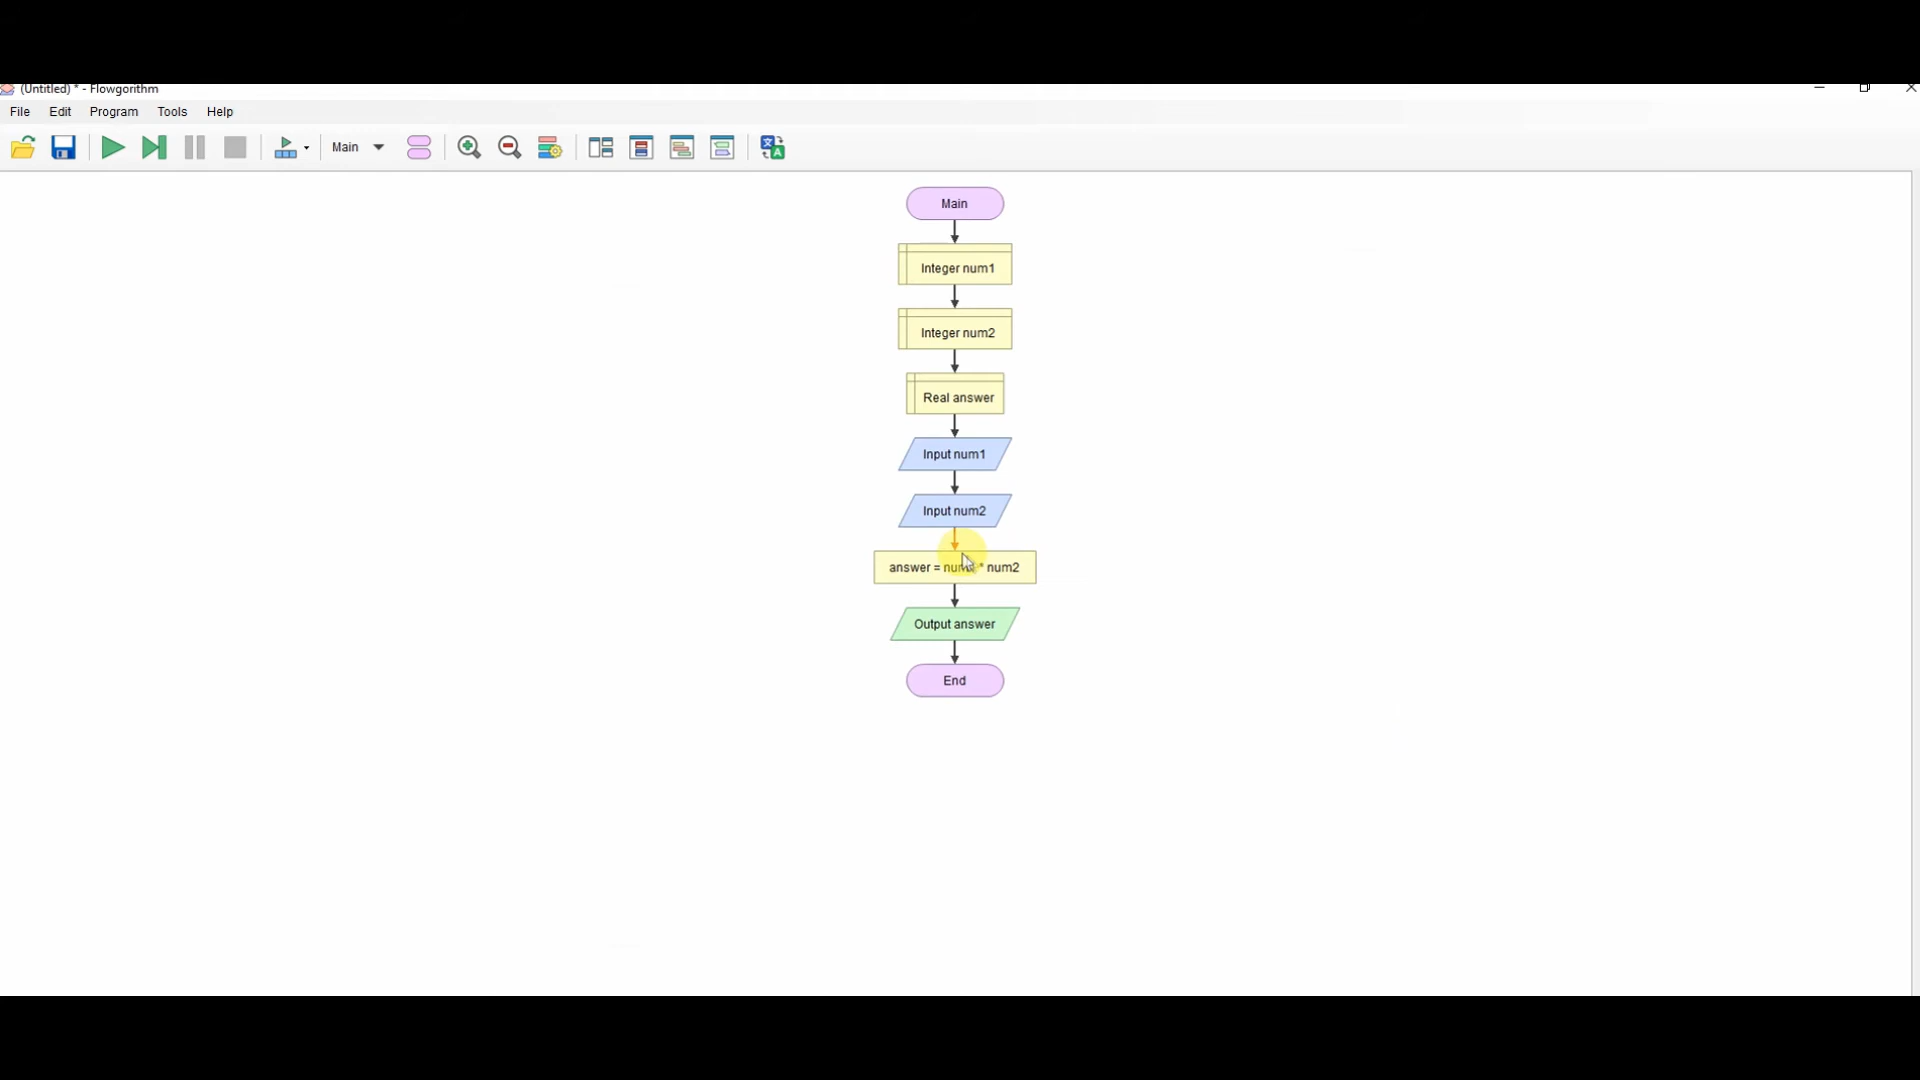 (Untitled) * - Flowgorithm
File Edit Program Tools Help
Main
Main
Integer num1
Integer num2
Real answer
Input num1
Input num2
answer = * num2
Output answer
End